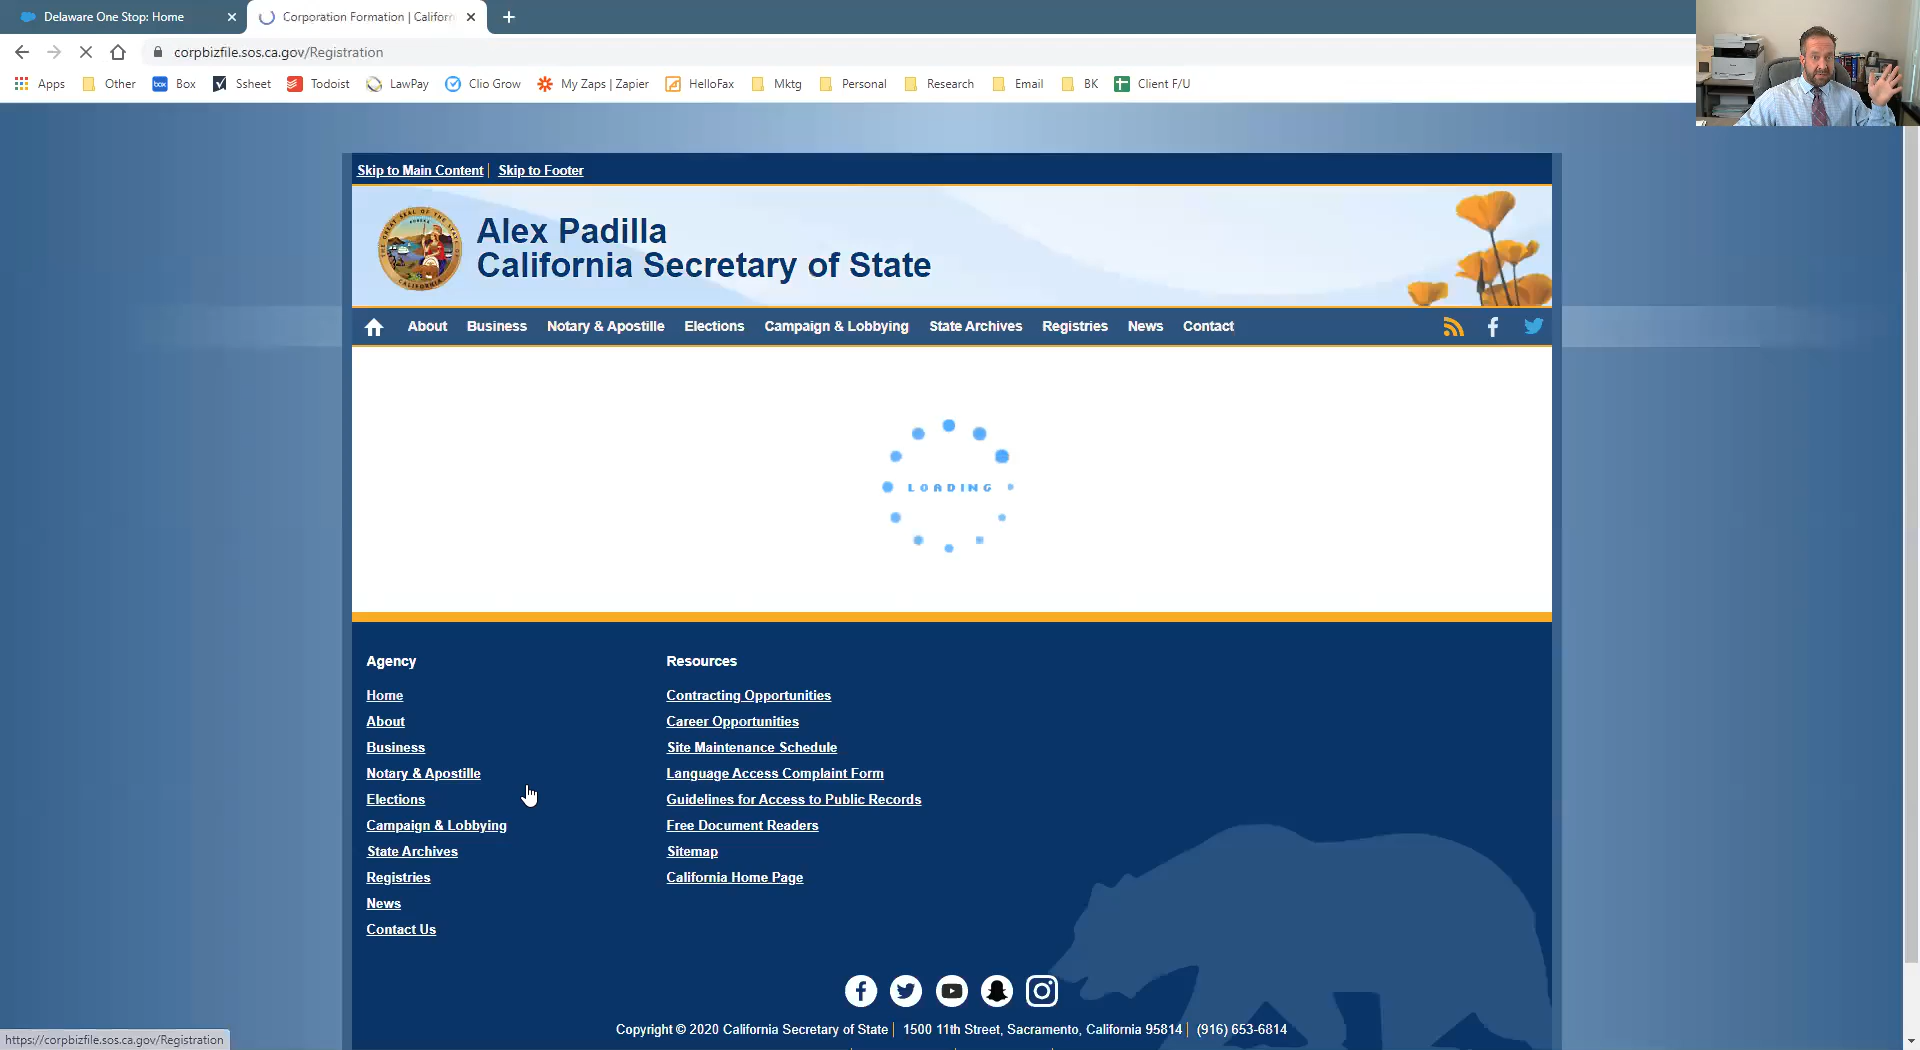 Delaware One Stop: Home
Corporation Formation | Californ
corpbizfile.sos.ca.gov/Registration
Apps
Other
box
Box
Ssheet
Todoist
LawPay
Clio Grow
My Zaps | Zapier
HelloFax
Mktg
Personal
Research
Email
BK
Client F/U
Skip to Main Content | Skip to Footer
Alex Padilla
California Secretary of State
About Business Notary & Apostille Elections Campaign & Lobbying State Archives Registries News Contact
LOADING
Agency
Home
About
Business
Notary & Apostille
Elections
Campaign & Lobbying
State Archives
Registries
News
Contact Us
Resources
Contracting Opportunities
Career Opportunities
Site Maintenance Schedule
Language Access Complaint Form
Guidelines for Access to Public Records
Free Document Readers
Sitemap
California Home Page
Copyright © 2020 California Secretary of State | 1500 11th Street, Sacramento, California 95814 | (916) 653-6814
https://corpbizfile.sos.ca.gov/Registration